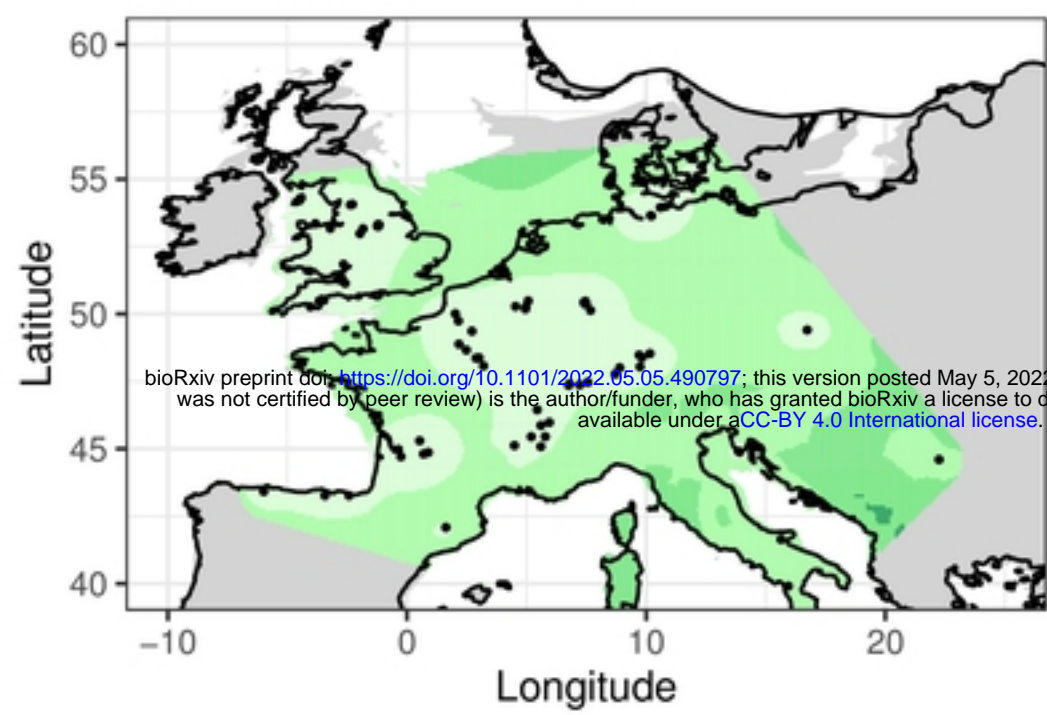 60
55
50
45
40
Latitude
bioRxiv preprint doi: https://doi.org/10.1101/2022.05.05.490797; this version posted May 5, 2022
was not certified by peer review) is the author/funder, who has granted bioRxiv a license to d
available under aCC-BY 4.0 International license.
−10 0 10 20
Longitude